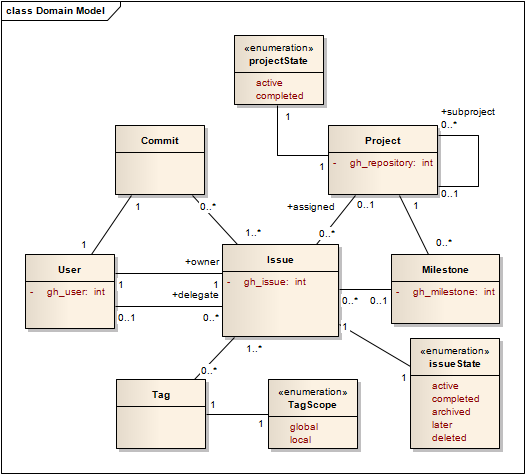 class Domain Model
«enumeration»
projectState
active
completed
1
1
Project
- gh_repository: int
+subproject
0..*
0..1
Commit
1
0..*
1
1..*
+assigned
0..1
0..*
1
0..*
User
- gh_user: int
+owner
1
1
+delegate
0..1
0..*
Issue
- gh_issue: int
0..*
0..1
Milestone
- gh_milestone: int
1..*
0..*
1
1
«enumeration»
issueState
active
completed
archived
later
deleted
Tag
1
1
«enumeration»
TagScope
global
local